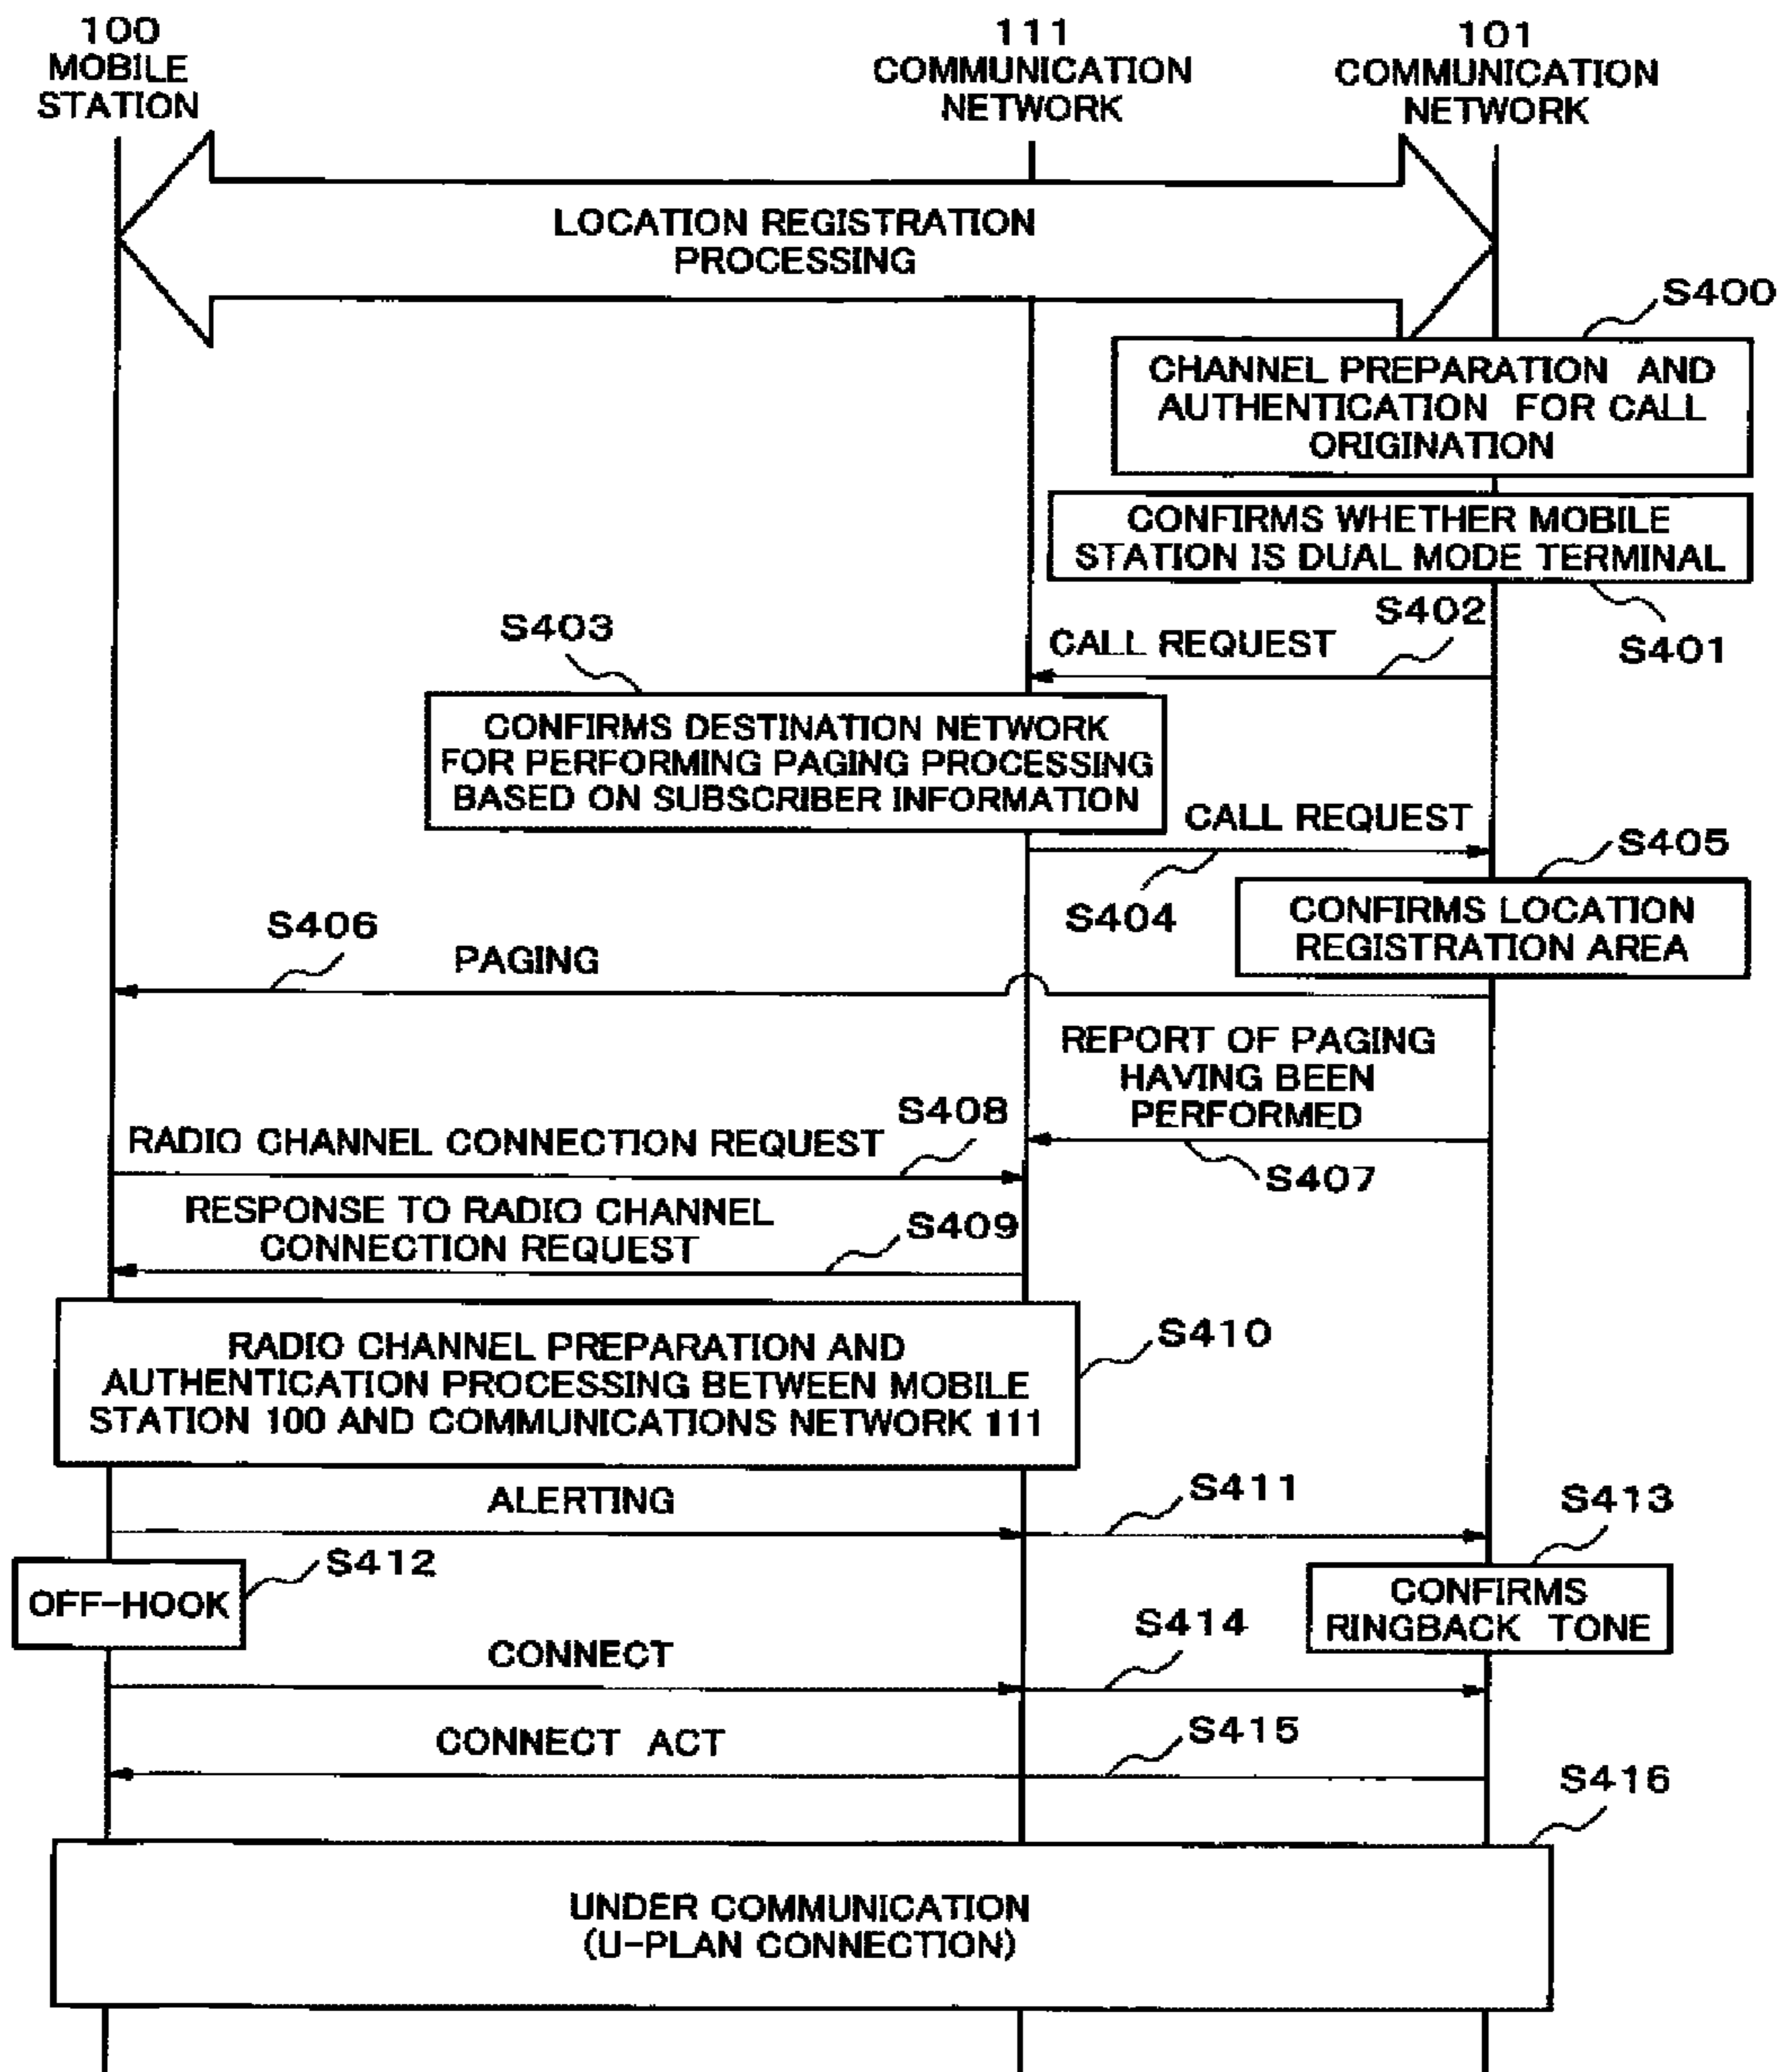 100
MOBILE
STATION
111
COMMUNICATION
NETWORK
101
COMMUNICATION
NETWORK
LOCATION REGISTRATION
PROCESSING
S400
CHANNEL PREPARATION AND
AUTHENTICATION FOR CALL
ORIGINATION
CONFIRMS WHETHER MOBILE
STATION IS DUAL MODE TERMINAL
S401
S402
CALL REQUEST
S403
CONFIRMS DESTINATION NETWORK
FOR PERFORMING PAGING PROCESSING
BASED ON SUBSCRIBER INFORMATION
CALL REQUEST
S404
S405
CONFIRMS LOCATION
REGISTRATION AREA
S406
PAGING
REPORT OF PAGING
HAVING BEEN
PERFORMED
S407
S408
RADIO CHANNEL CONNECTION REQUEST
RESPONSE TO RADIO CHANNEL
CONNECTION REQUEST
S409
RADIO CHANNEL PREPARATION AND
AUTHENTICATION PROCESSING BETWEEN MOBILE
STATION 100 AND COMMUNICATIONS NETWORK 111
S410
ALERTING
S411
S412
OFF-HOOK
S413
CONFIRMS
RINGBACK TONE
CONNECT
S414
CONNECT ACT
S415
S416
UNDER COMMUNICATION
(U-PLAN CONNECTION)